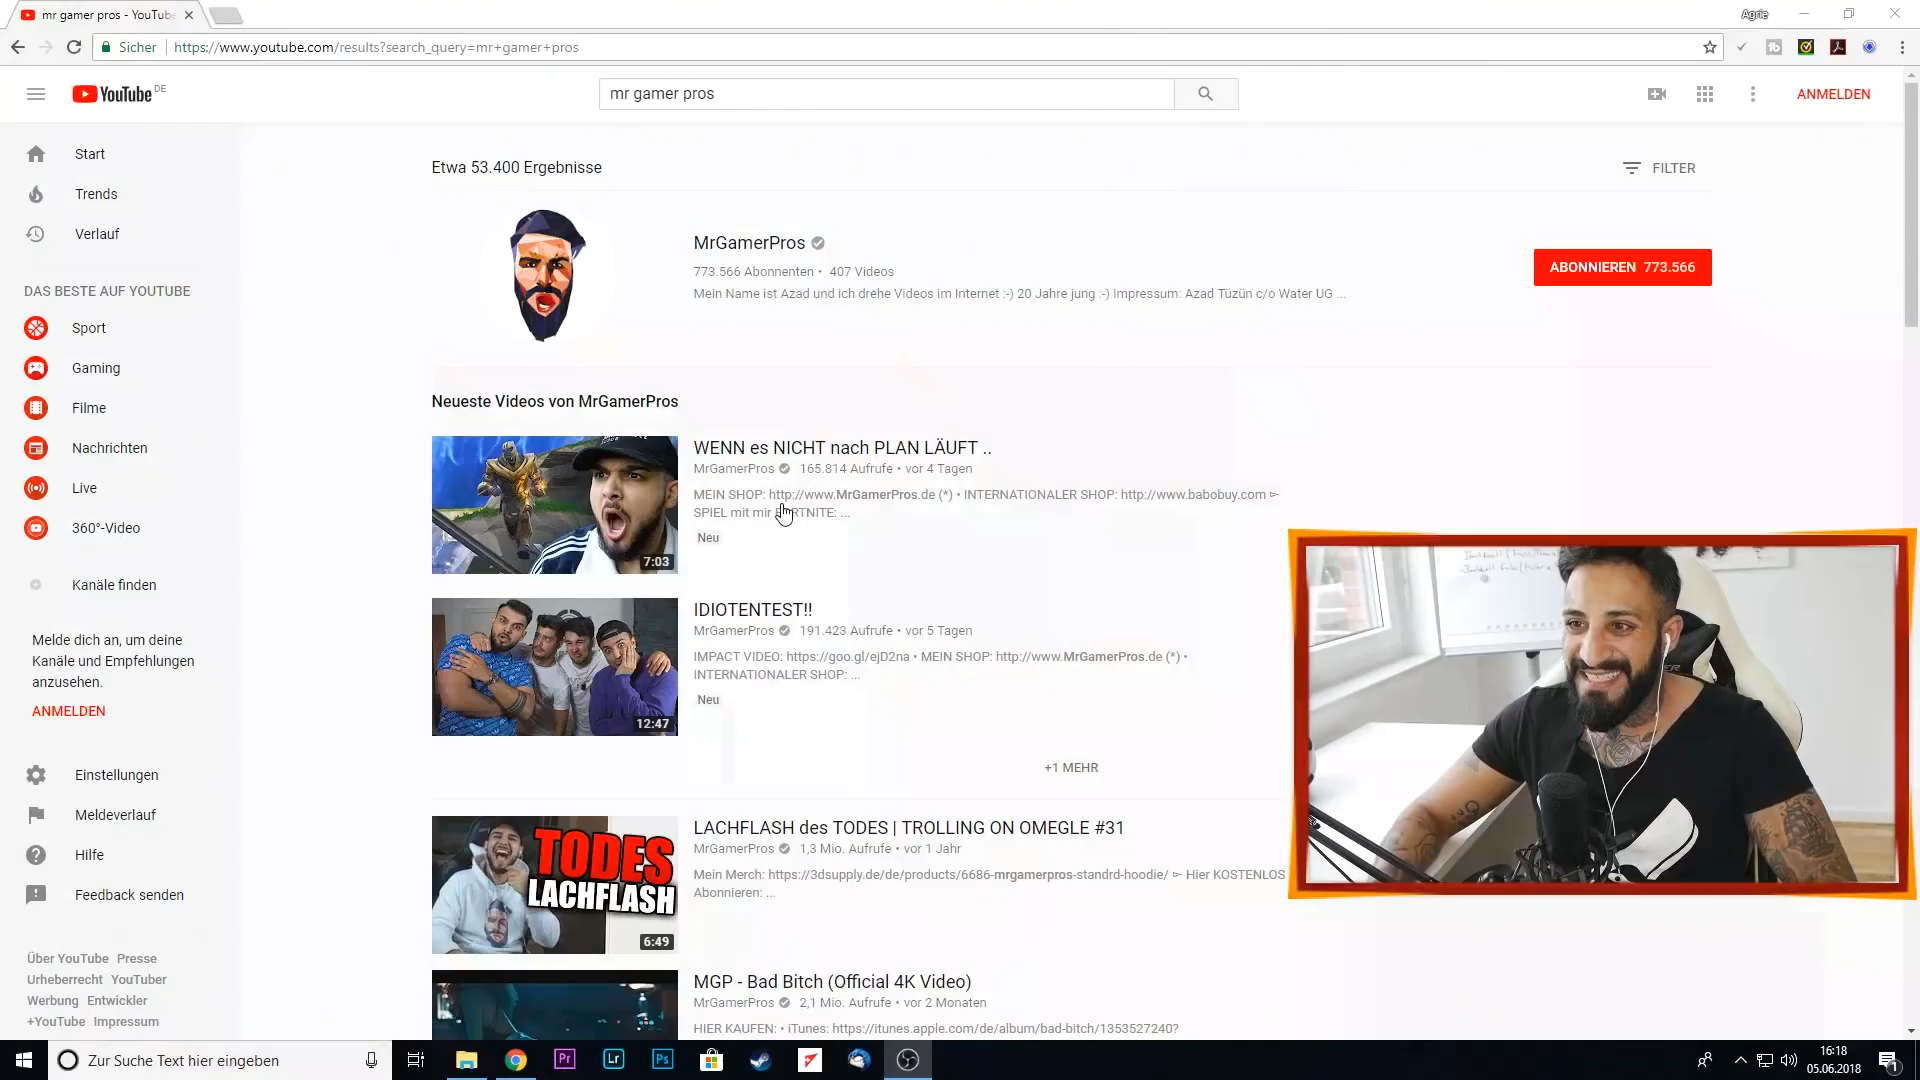 mr gamer pros - YouTube
Agrie
Sicher
https://www.youtube.com/results?search_query=mr+gamer+pros
YouTube DE
mr gamer pros
ANMELDEN
Start
Trends
Verlauf
DAS BESTE AUF YOUTUBE
Sport
Gaming
Filme
Nachrichten
Live
360°-Video
Kanäle finden
Melde dich an, um deine
Kanäle und Empfehlungen
anzusehen.
ANMELDEN
Einstellungen
Meldeverlauf
Hilfe
Feedback senden
Über YouTube Presse
Urheberrecht YouTuber
Werbung Entwickler
+YouTube Impressum
Etwa 53.400 Ergebnisse
FILTER
MrGamerPros
773.566 Abonnenten • 407 Videos
Mein Name ist Azad und ich drehe Videos im Internet :-) 20 Jahre jung :-) Impressum: Azad Tüzün c/o Water UG ...
ABONNIEREN 773.566
Neueste Videos von MrGamerPros
7:03
WENN es NICHT nach PLAN LÄUFT ..
MrGamerPros 165.814 Aufrufe • vor 4 Tagen
MEIN SHOP: http://www.MrGamerPros.de (*) • INTERNATIONALER SHOP: http://www.babobuy.com ►
SPIEL mit mir RTNITE: ...
Neu
12:47
IDIOTENTEST!!
MrGamerPros 191.423 Aufrufe • vor 5 Tagen
IMPACT VIDEO: https://goo.gl/ejD2na • MEIN SHOP: http://www.MrGamerPros.de (*) •
INTERNATIONALER SHOP: ...
Neu
+1 MEHR
TODES
LACHFLASH
6:49
LACHFLASH des TODES | TROLLING ON OMEGLE #31
MrGamerPros 1,3 Mio. Aufrufe • vor 1 Jahr
Mein Merch: https://3dsupply.de/de/products/6686-mrgamerpros-standrd-hoodie/ ► Hier KOSTENLOS
Abonnieren: ...
MGP - Bad Bitch (Official 4K Video)
MrGamerPros 2,1 Mio. Aufrufe • vor 2 Monaten
HIER KAUFEN: • iTunes: https://itunes.apple.com/de/album/bad-bitch/1353527240?
Zur Suche Text hier eingeben
Pr
Lr
Ps
16:18
05.06.2018
1